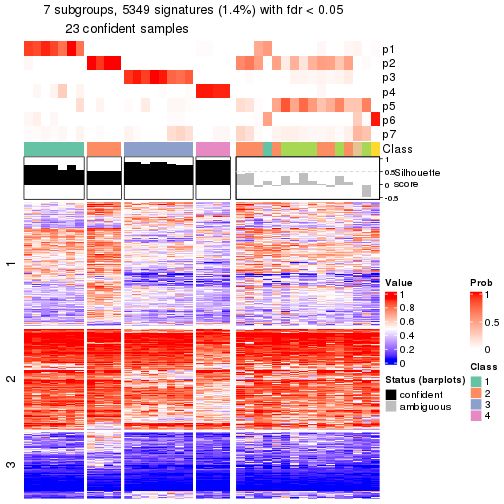 7 subgroups, 5349 signatures (1.4%) with fdr < 0.05
23 confident samples
p1
p2
p3
p4
p5
p6
p7
Class
1
0.5
0
-0.5
Silhouette
score
1
2
3
Value
1
0.8
0.6
0.4
0.2
0
Prob
1
0.5
0
Status (barplots)
confident
ambiguous
Class
1
2
3
4